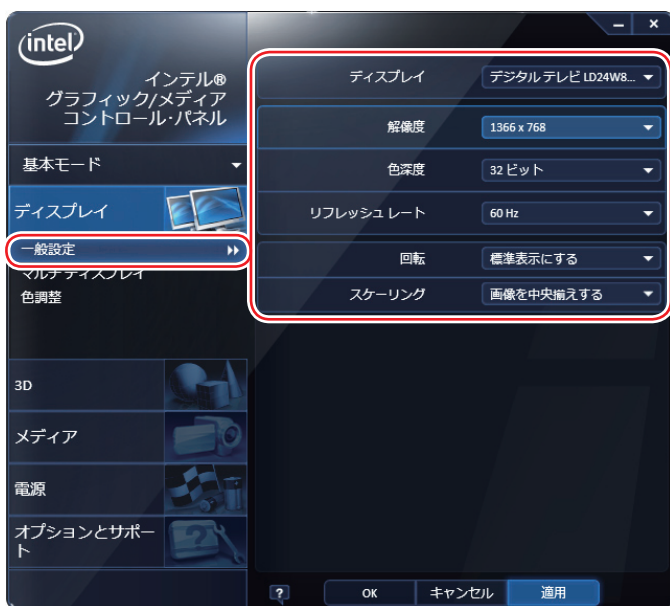 intel
インテル®
グラフィック/メディア
コントロール・パネル
基本モード
ディスプレイ
一般設定
マルチディスプレイ
色調整
3D
メディア
電源
オプションとサポー
ト
ディスプレイ デジタル テレビ LD24W8...
解像度 1366 x 768
色深度 32 ビット
リフレッシュ レート 60 Hz
回転 標準表示にする
スケーリング 画像を中央揃えする
? OK キャンセル 適用